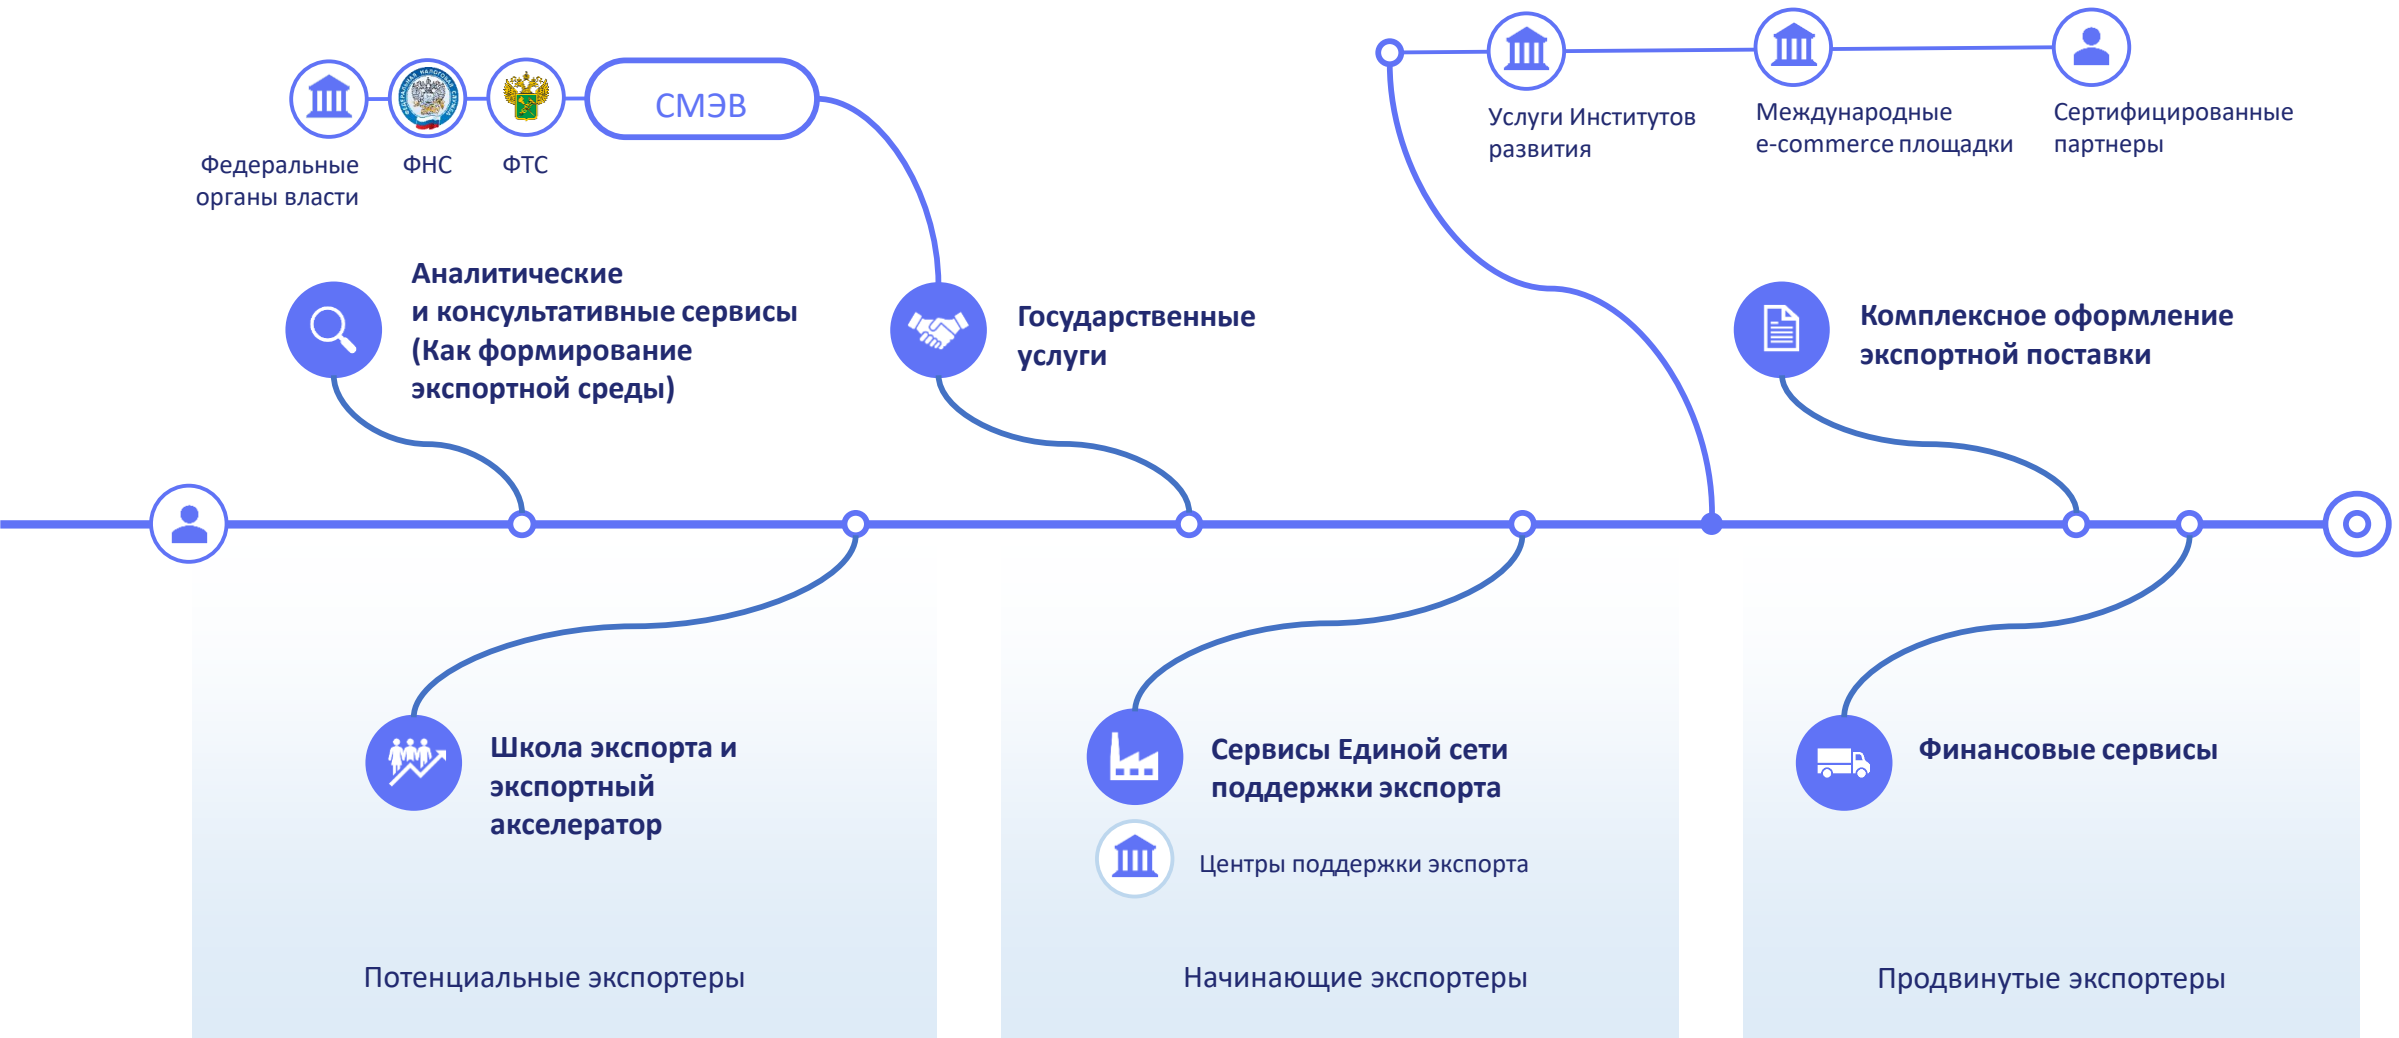 СМЭВ
Федеральные
органы власти
ФНС
ФТС
Услуги Институтов
развития
Международные
e-commerce площадки
Сертифицированные
партнеры
Аналитические
и консультативные сервисы
(Как формирование
экспортной среды)
Государственные
услуги
Комплексное оформление
экспортной поставки
Школа экспорта и
экспортный
акселератор
Сервисы Единой сети
поддержки экспорта
Центры поддержки экспорта
Финансовые сервисы
Потенциальные экспортеры
Начинающие экспортеры
Продвинутые экспортеры